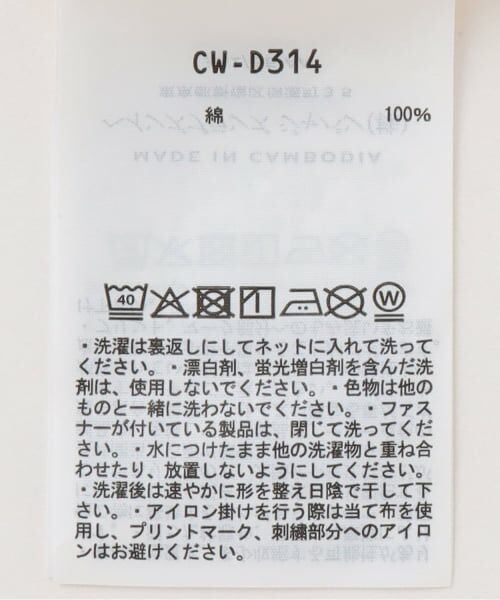 CW-D314
綿 100%
40 W
・洗濯は裏返しにしてネットに入れて洗って
ください。・漂白剤、蛍光増白剤を含んだ洗
剤は、使用しないでください。・色物は他の
ものと一緒に洗わないでください。・ファス
ナーが付いている製品は、閉じて洗ってくだ
さい。・水につけたまま他の洗濯物と重ね合
わせたり、放置しないようにしてください。
・洗濯後は速やかに形を整え日陰で干して下
さい。・アイロン掛けを行う際は当て布を使
用し、プリントマーク、刺繍部分へのアイロ
ンはお避けください。
MADE IN CAMBODIA